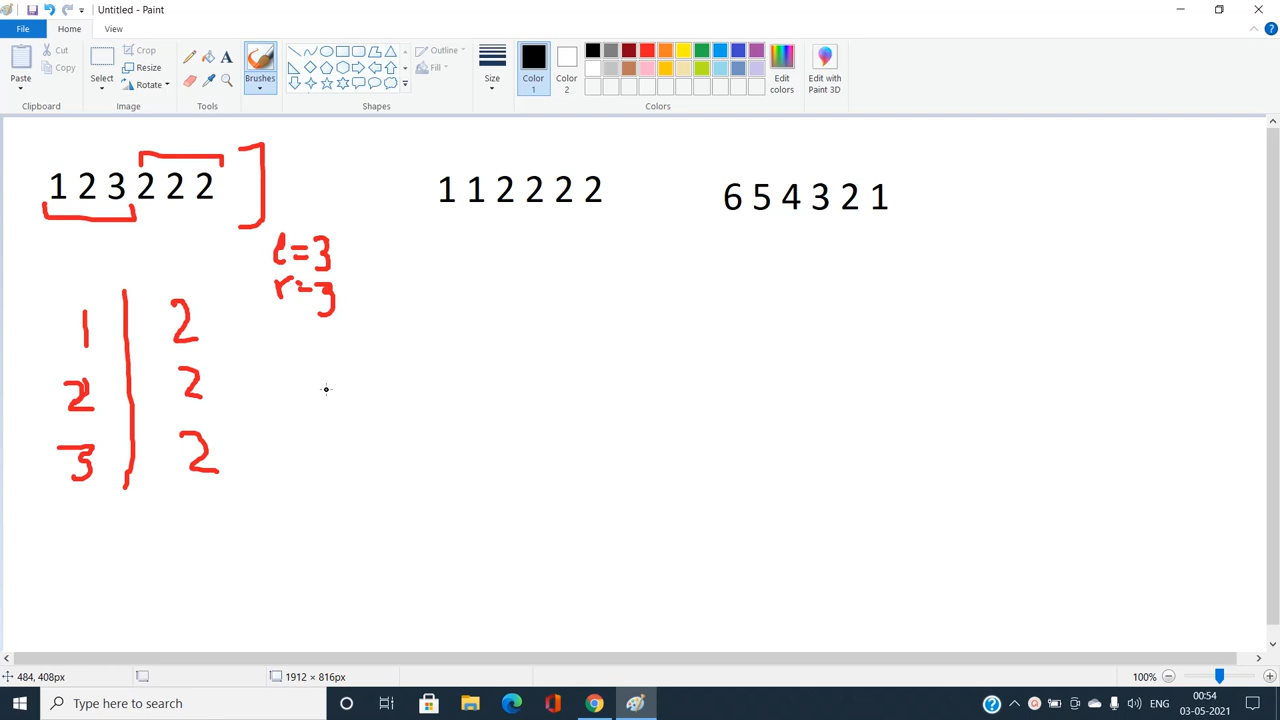 Untitled - Paint
File Home View
Paste
Cut
Copy
Clipboard
Select
Crop
Resize
Rotate
Image
Tools
Brushes
Shapes
Outline
Fill
Size
Color 1
Color 2
Edit colors
Edit with Paint 3D
Colors
1 2 3 2 2 2
1 1 2 2 2 2
6 5 4 3 2 1
l=3
r=3
1 2
2 2
3 2
484, 408px
1912 × 816px
100%
Type here to search
ENG
00:54
03-05-2021